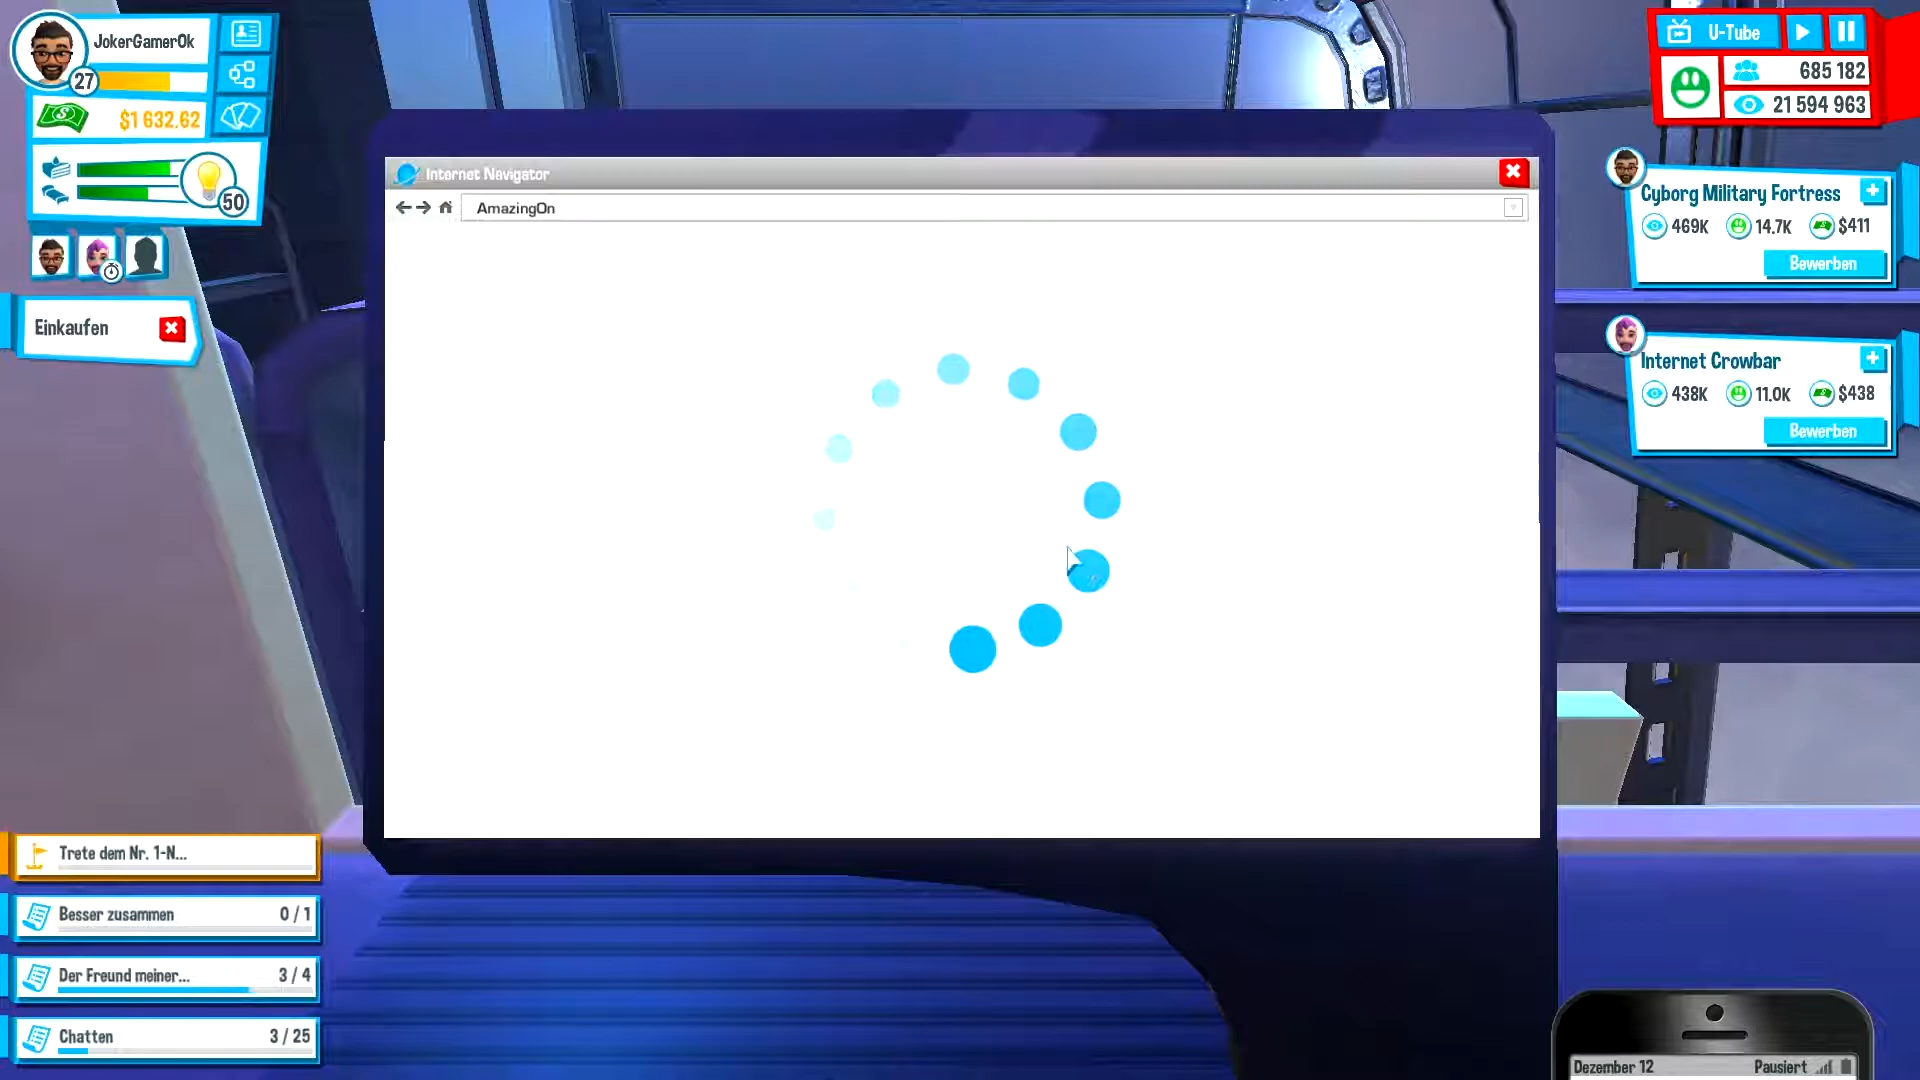 JokerGamerOk
27
$1 632.62
50
Einkaufen
Internet Navigator
AmazingOn
U-Tube
685 182
21 594 963
Cyborg Military Fortress
469K
14.7K
$411
Bewerben
Internet Crowbar
438K
11.0K
$438
Bewerben
Trete dem Nr. 1-N...
Besser zusammen 0 / 1
Der Freund meiner... 3 / 4
Chatten 3 / 25
Dezember 12 Pausiert